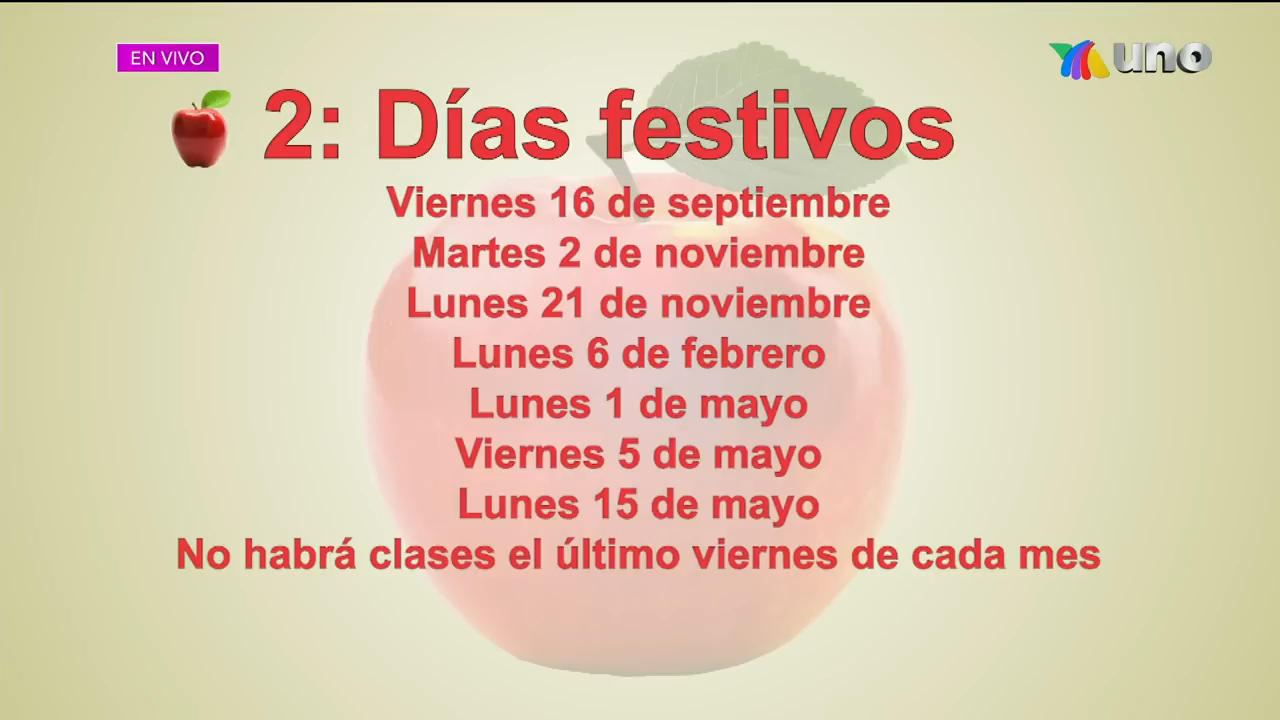 EN VIVO
uno
2: Días festivos
Viernes 16 de septiembre
Martes 2 de noviembre
Lunes 21 de noviembre
Lunes 6 de febrero
Lunes 1 de mayo
Viernes 5 de mayo
Lunes 15 de mayo
No habrá clases el último viernes de cada mes